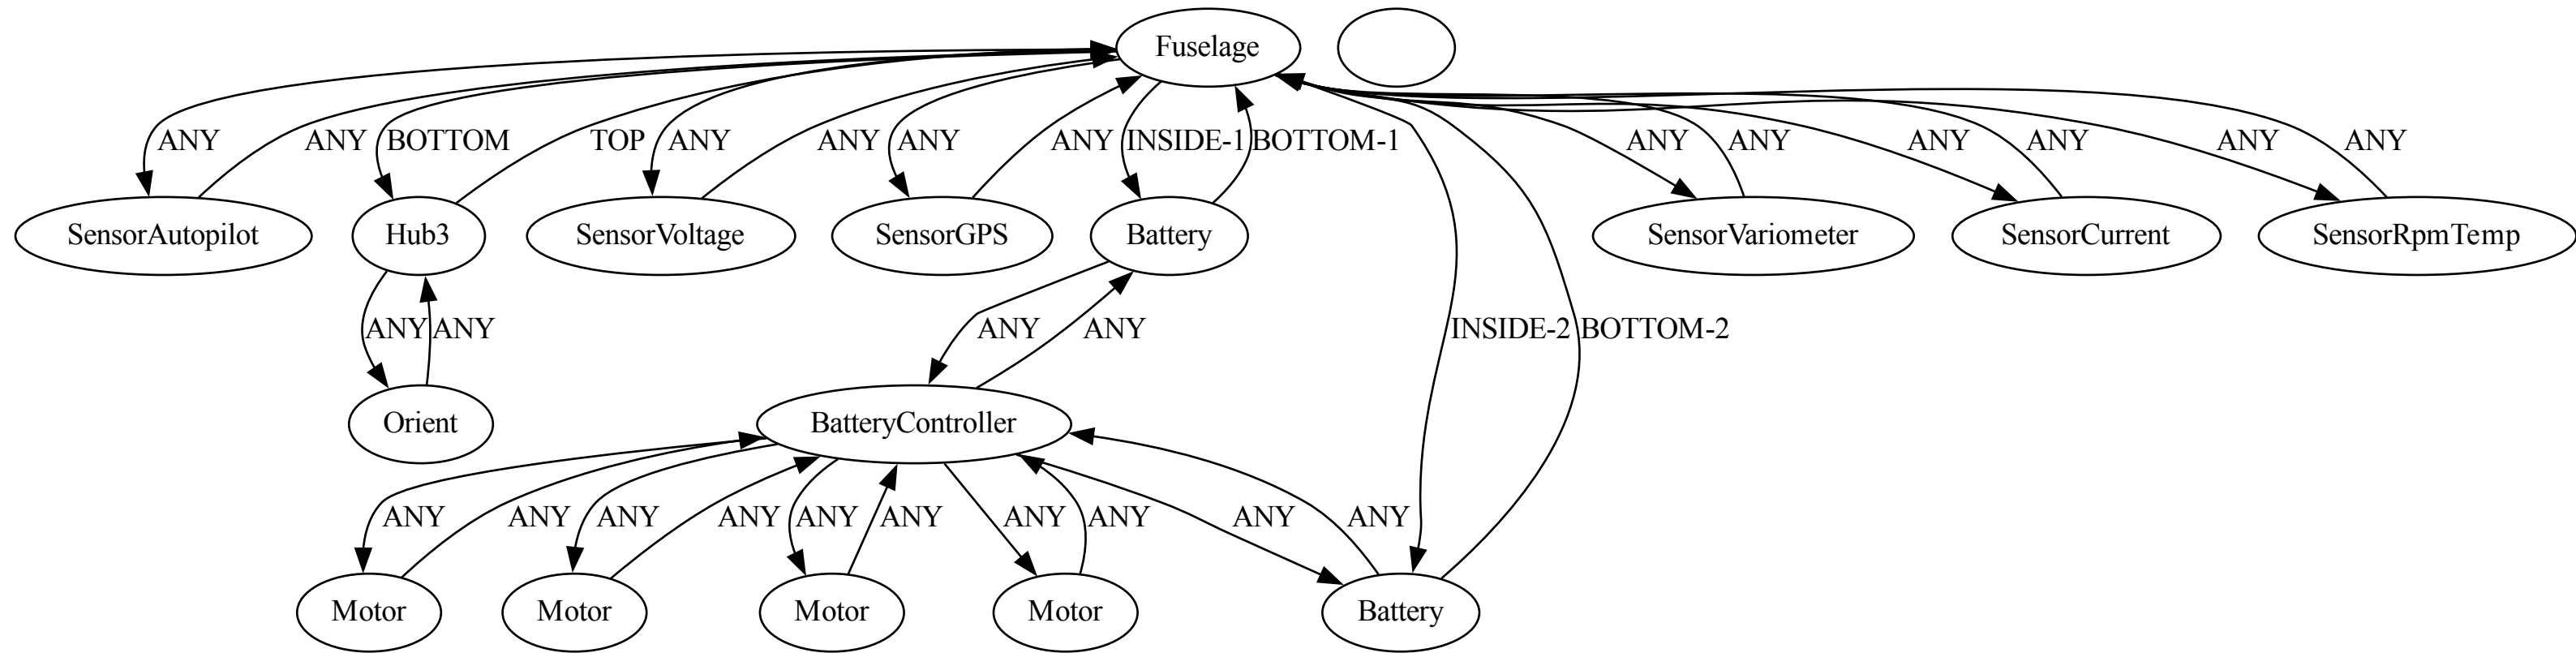 Fuselage
ANY
ANY
BOTTOM
TOP
ANY
ANY
ANY
ANY
INSIDE-1
BOTTOM-1
ANY
ANY
ANY
ANY
ANY
ANY
SensorAutopilot
Hub3
SensorVoltage
SensorGPS
Battery
SensorVariometer
SensorCurrent
SensorRpmTemp
ANY
ANY
ANY
ANY
INSIDE-2
BOTTOM-2
Orient
BatteryController
ANY
ANY
ANY
ANY
ANY
ANY
ANY
ANY
ANY
ANY
Motor
Motor
Motor
Motor
Battery